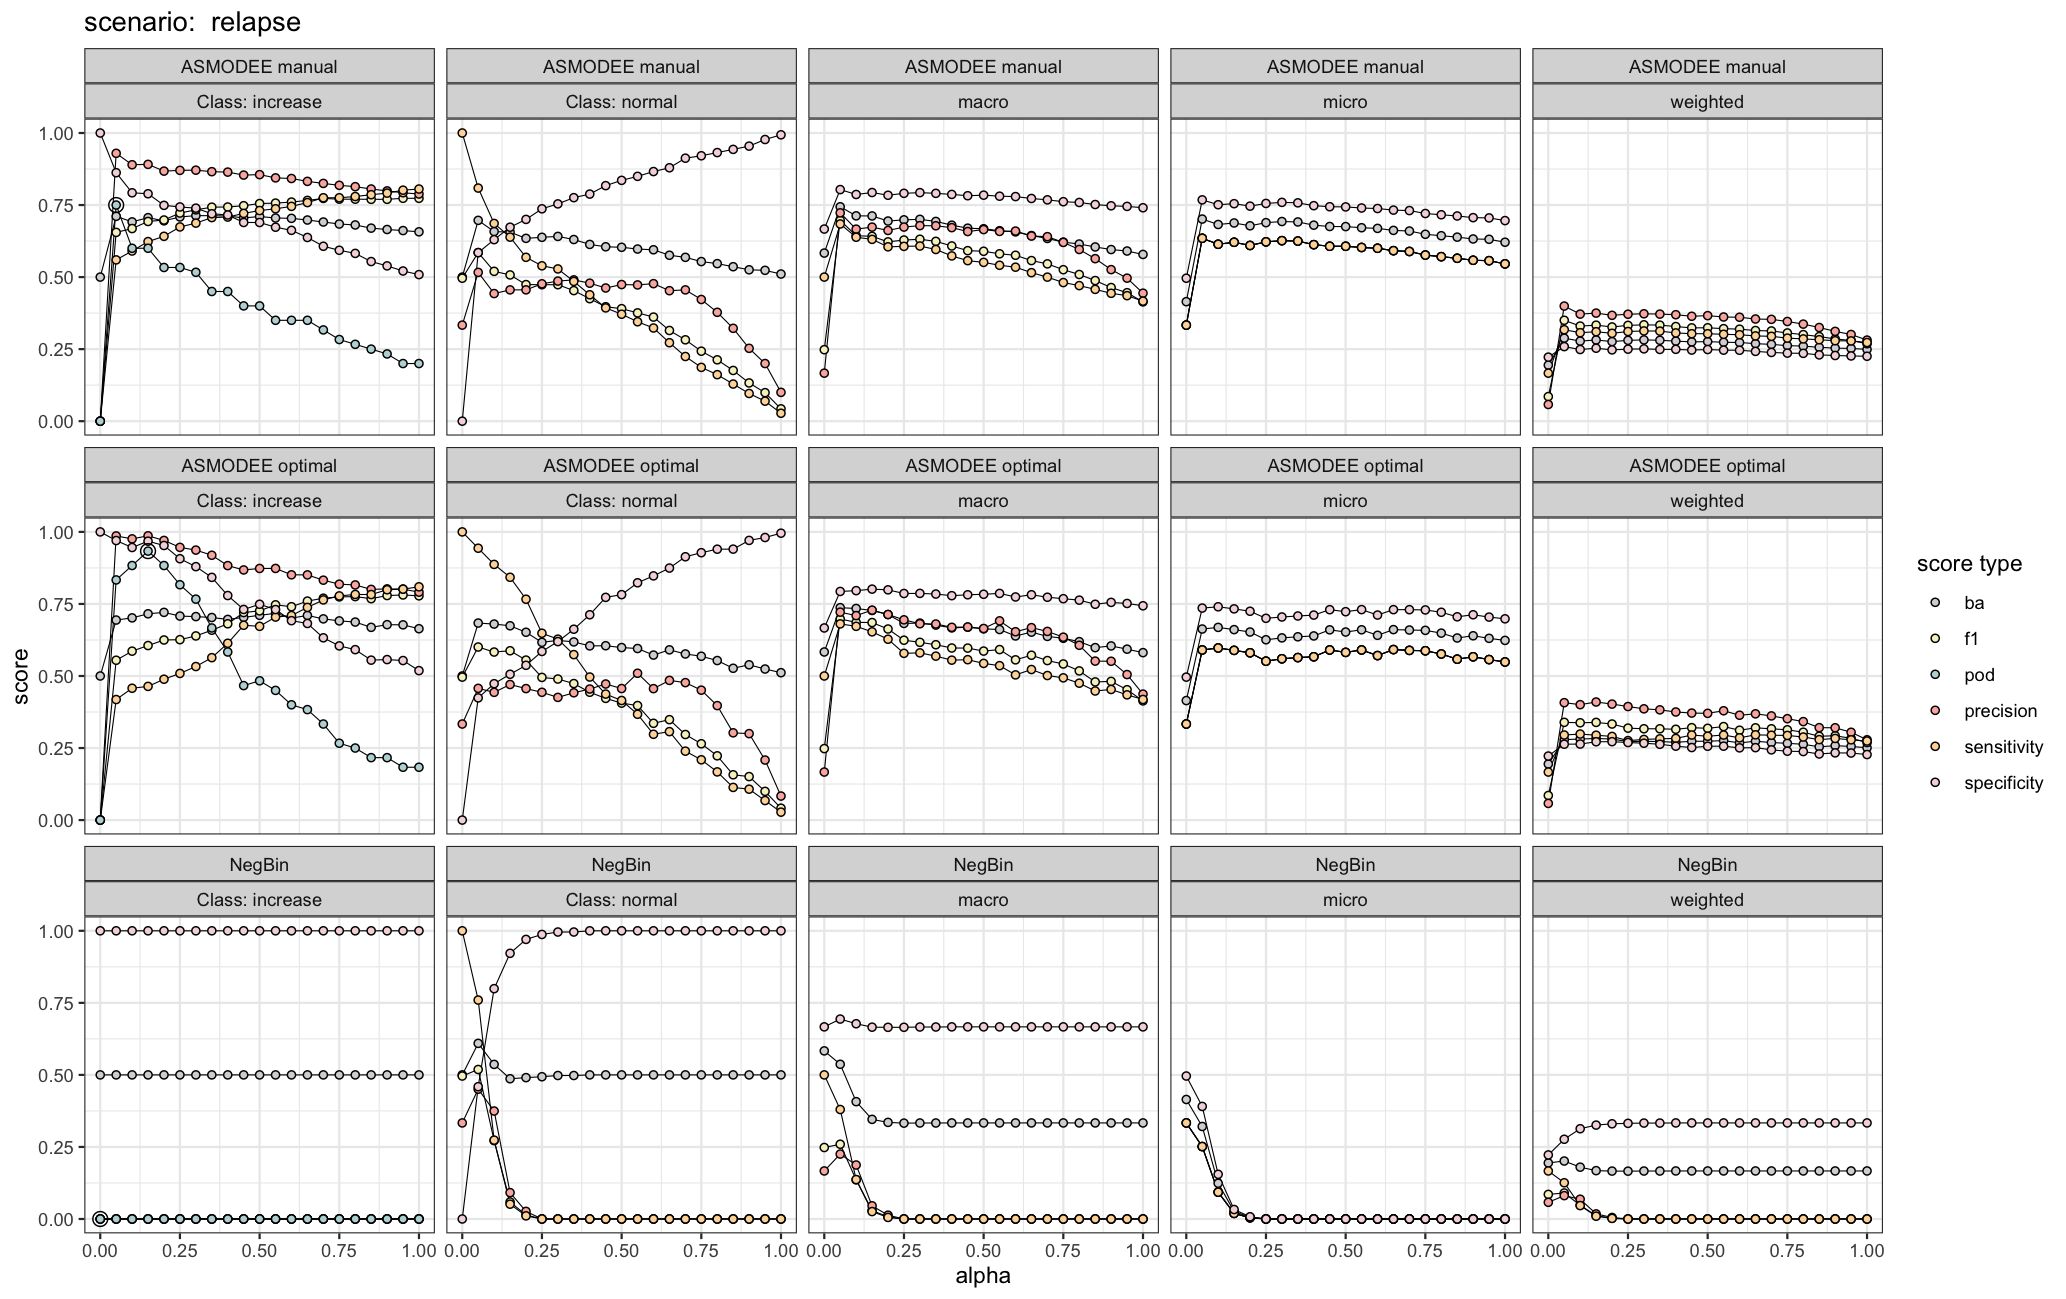 scenario:  relapse
ASMODEE manual ASMODEE manual ASMODEE manual ASMODEE manual ASMODEE manual
Class: increase Class: normal macro micro weighted
1.00
0.75
0.50
0.25
0.00
ASMODEE optimal ASMODEE optimal ASMODEE optimal ASMODEE optimal ASMODEE optimal
Class: increase Class: normal macro micro weighted
1.00
0.75
0.50
0.25
0.00
score
NegBin NegBin NegBin NegBin NegBin
Class: increase Class: normal macro micro weighted
1.00
0.75
0.50
0.25
0.00
0.00 0.25 0.50 0.75 1.00 0.00 0.25 0.50 0.75 1.00 0.00 0.25 0.50 0.75 1.00 0.00 0.25 0.50 0.75 1.00 0.00 0.25 0.50 0.75 1.00
alpha
score type
ba
f1
pod
precision
sensitivity
specificity